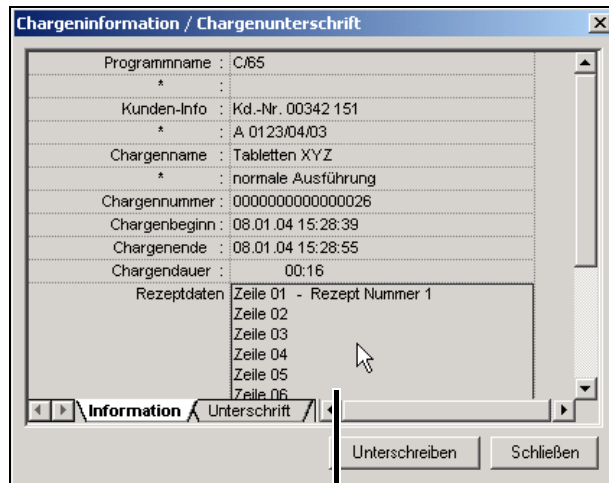 Chargeninformation / Chargenunterschrift
Programmname : C/65
* :
Kunden-Info : Kd.-Nr. 00342 151
* : A 0123/04/03
Chargenname : Tabletten XYZ
* : normale Ausführung
Chargennummer : 0000000000000026
Chargenbeginn : 08.01.04 15:28:39
Chargenende : 08.01.04 15:28:55
Chargendauer : 00:16
Rezeptdaten Zeile 01 - Rezept Nummer 1
Zeile 02
Zeile 03
Zeile 04
Zeile 05
Zeile 06
Information Unterschrift
Unterschreiben Schließen